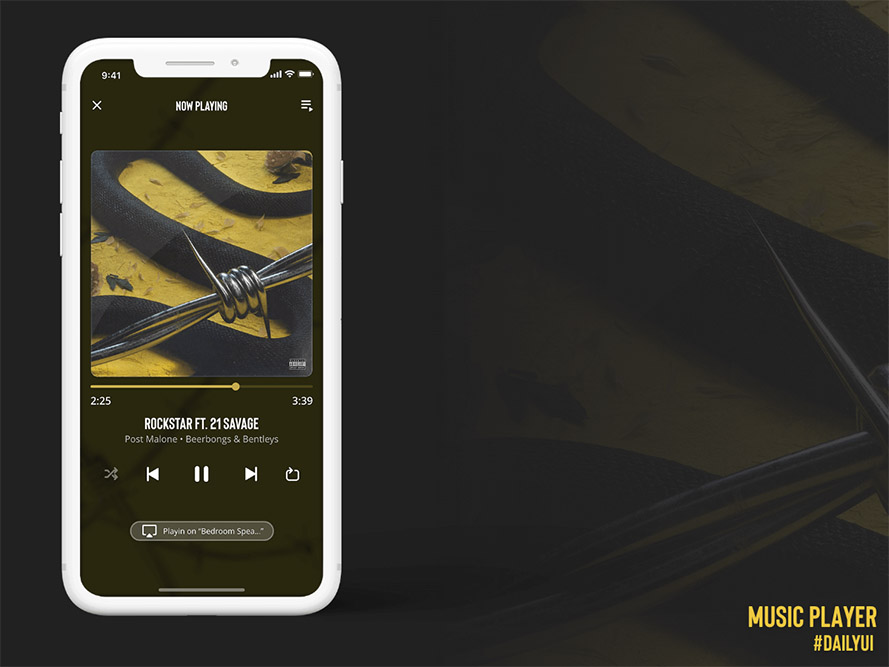 9:41
NOW PLAYING
2:25 3:39
ROCKSTAR FT. 21 SAVAGE
Post Malone • Beerbongs & Bentleys
Playin on "Bedroom Spea..."
MUSIC PLAYER
#DAILYUI